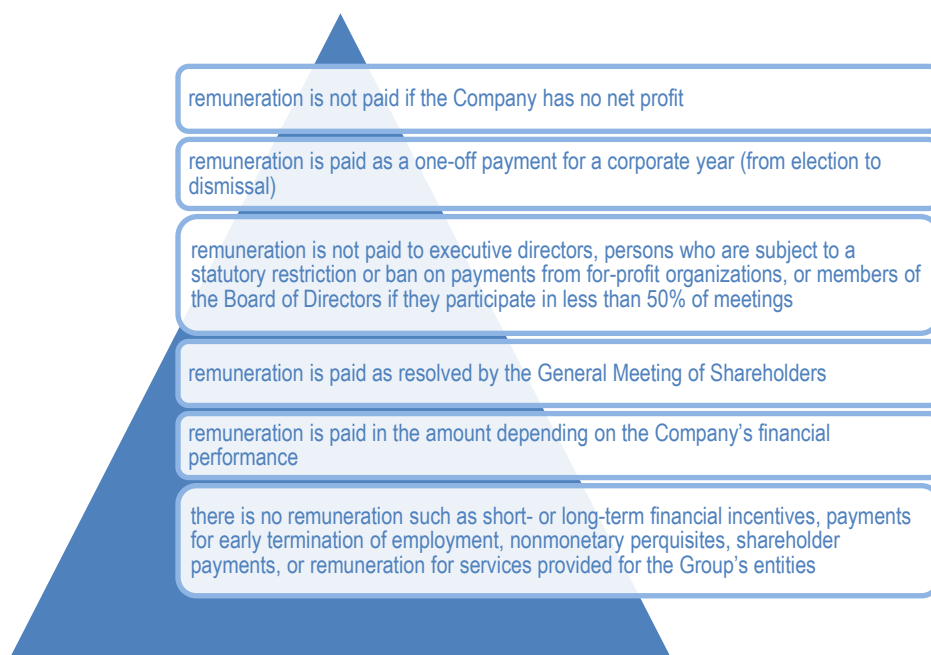 remuneration is not paid if the Company has no net profit
remuneration is paid as a one-off payment for a corporate year (from election to
dismissal)
remuneration is not paid to executive directors, persons who are subject to a
statutory restriction or ban on payments from for-profit organizations, or members of
the Board of Directors if they participate in less than 50% of meetings
remuneration is paid as resolved by the General Meeting of Shareholders
remuneration is paid in the amount depending on the Company’s financial
performance
there is no remuneration such as short- or long-term financial incentives, payments
for early termination of employment, nonmonetary perquisites, shareholder
payments, or remuneration for services provided for the Group’s entities